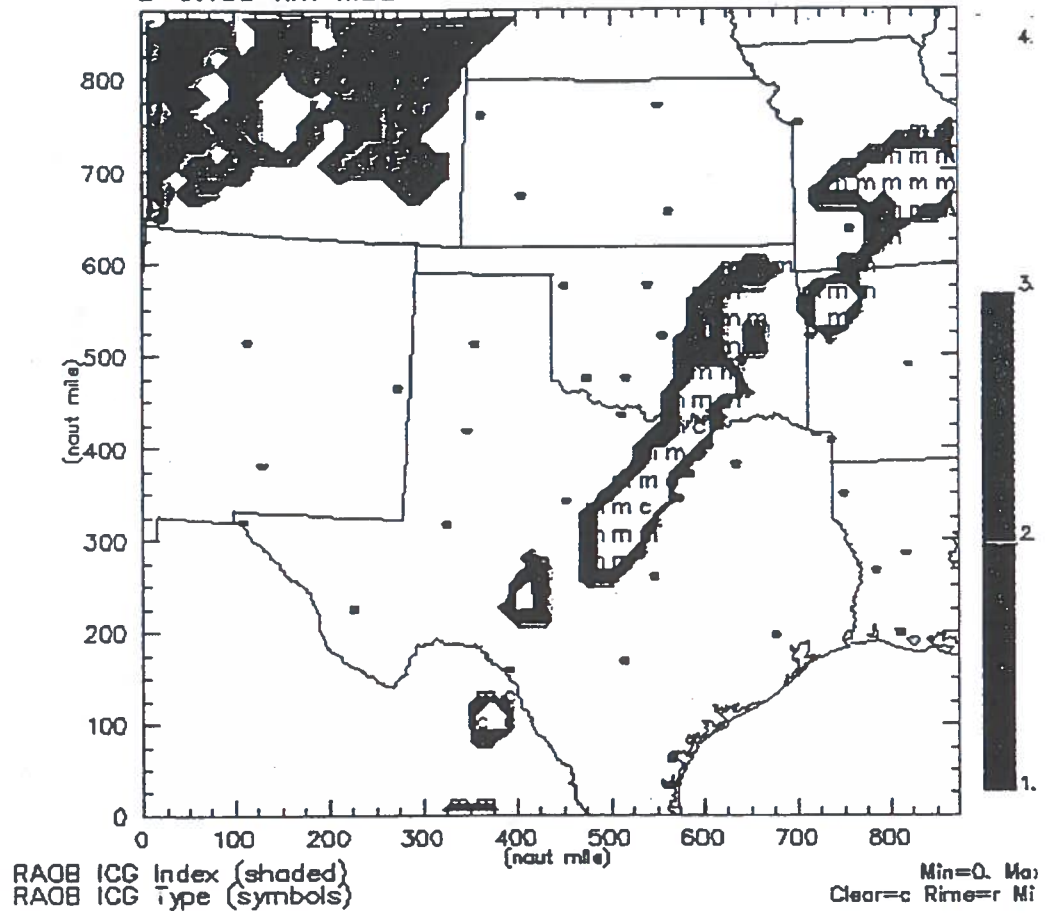 4.
800
700
600
500
400
300
200
100
0
(naut mile)
m m m
m m m m m
m
m
m
m
m
m
m
c
m
m
m c
m
m
c
c
3.
2.
1.
0 100 200 300 400 500 600 700 800
(naut mile)
RAOB ICG Index (shaded)
RAOB ICG Type (symbols)
Min=0. Max
Clear=c Rime=r Mi